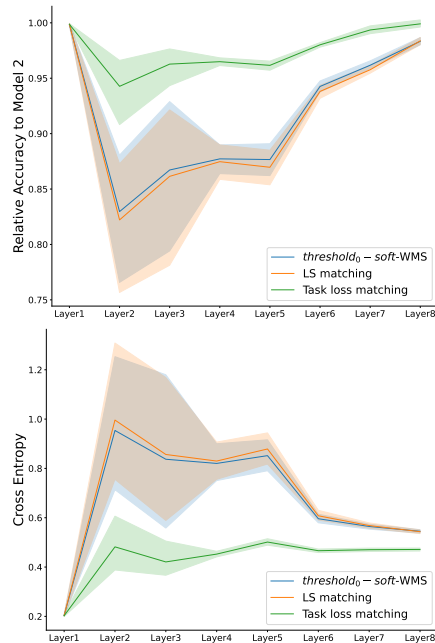 1.00
0.95
0.90
0.85
0.80
0.75
Relative Accuracy to Model 2
threshold₀ − soft-WMS
LS matching
Task loss matching
Layer1 Layer2 Layer3 Layer4 Layer5 Layer6 Layer7 Layer8
1.2
1.0
0.8
0.6
0.4
0.2
Cross Entropy
threshold₀ − soft-WMS
LS matching
Task loss matching
Layer1 Layer2 Layer3 Layer4 Layer5 Layer6 Layer7 Layer8